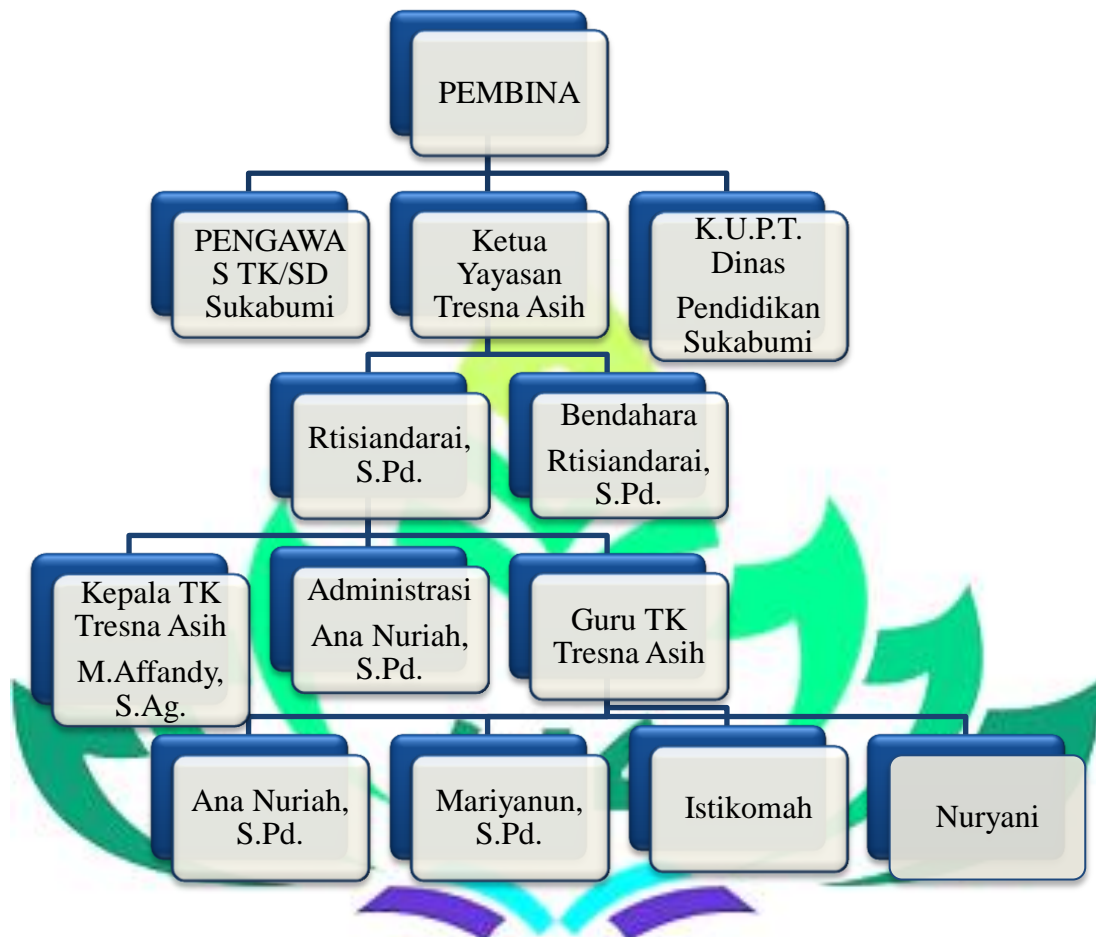 PEMBINA
PENGAWA
S TK/SD
Sukabumi
Ketua
Yayasan
Tresna Asih
K.U.P.T.
Dinas
Pendidikan
Sukabumi
Rtisiandarai,
S.Pd.
Bendahara
Rtisiandarai,
S.Pd.
Kepala TK
Tresna Asih
M.Affandy,
S.Ag.
Administrasi
Ana Nuriah,
S.Pd.
Guru TK
Tresna Asih
Ana Nuriah,
S.Pd.
Mariyanun,
S.Pd.
Istikomah
Nuryani